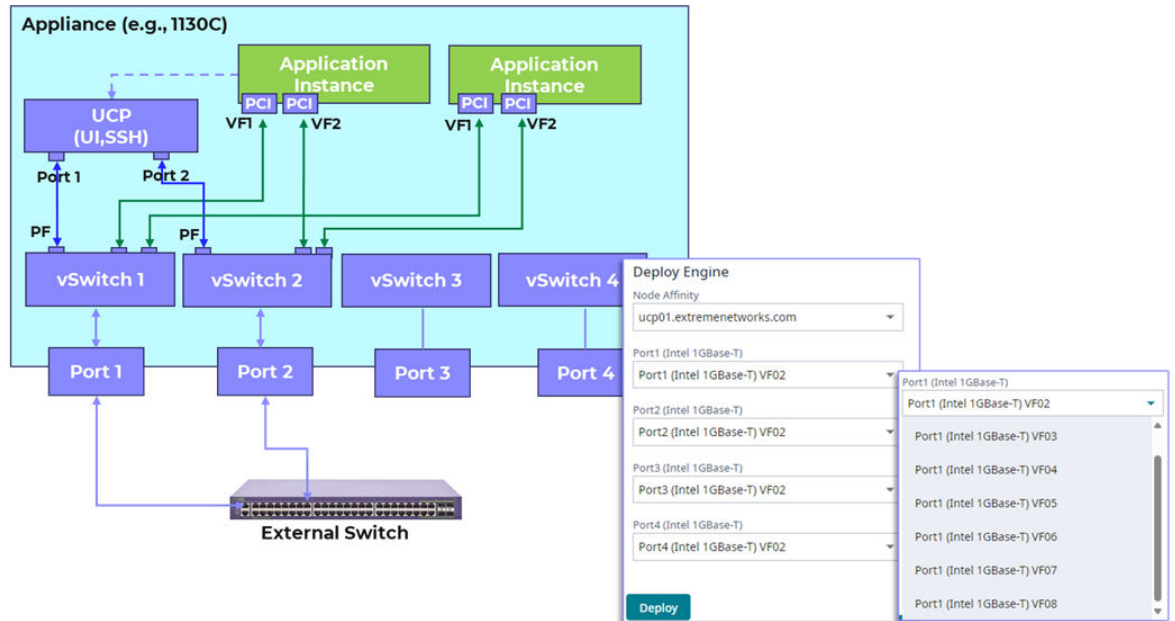 Appliance (e.g., 1130C)
Application
Instance
Application
Instance
PCI PCI
PCI PCI
VF1 VF2
VF1 VF2
UCP
(UI,SSH)
Port 1
Port 2
PF
PF
vSwitch 1
vSwitch 2
vSwitch 3
vSwitch 4
Port 1
Port 2
Port 3
Port 4
External Switch
Deploy Engine
Node Affinity
ucp01.extremenetworks.com
Port1 (Intel 1GBase-T)
Port1 (Intel 1GBase-T) VF02
Port2 (Intel 1GBase-T)
Port2 (Intel 1GBase-T) VF02
Port3 (Intel 1GBase-T)
Port3 (Intel 1GBase-T) VF02
Port4 (Intel 1GBase-T)
Port4 (Intel 1GBase-T) VF02
Deploy
Port1 (Intel 1GBase-T)
Port1 (Intel 1GBase-T) VF02
Port1 (Intel 1GBase-T) VF03
Port1 (Intel 1GBase-T) VF04
Port1 (Intel 1GBase-T) VF05
Port1 (Intel 1GBase-T) VF06
Port1 (Intel 1GBase-T) VF07
Port1 (Intel 1GBase-T) VF08